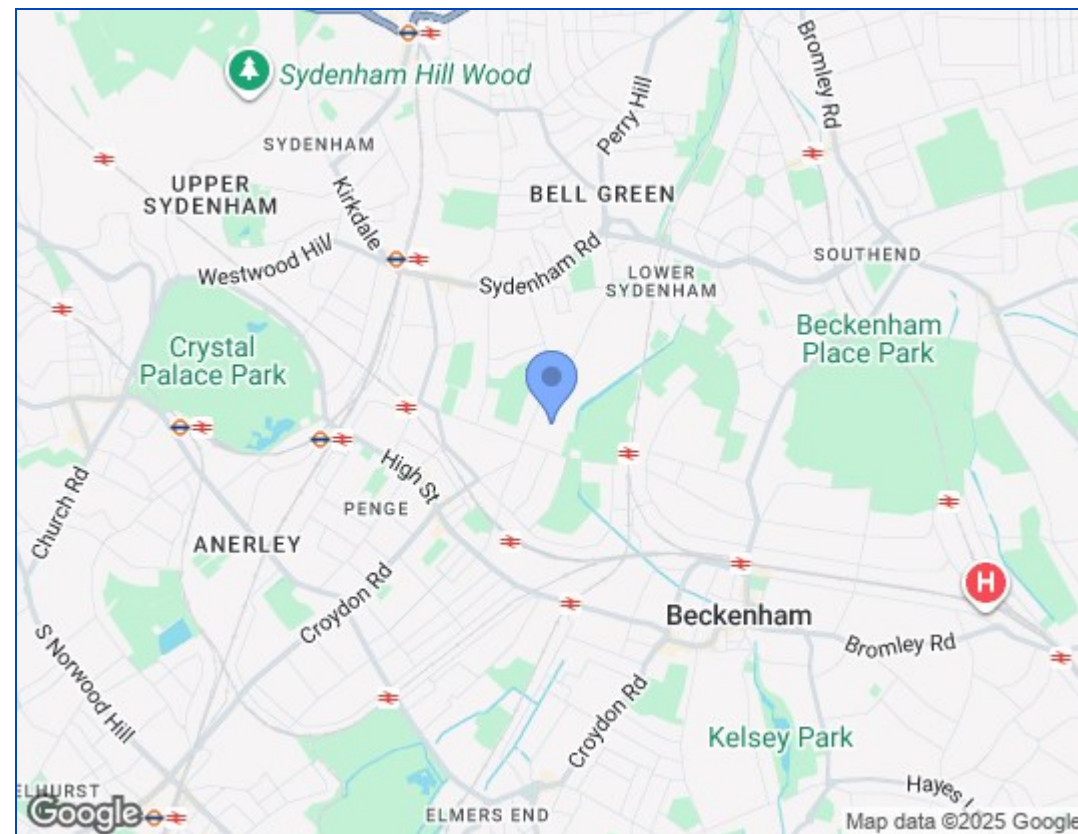 Sydenham Hill Wood
SYDENHAM
UPPER
SYDENHAM
Kirkdale
Westwood Hill
Perry Hill
Bromley Rd
BELL GREEN
Sydenham Rd
LOWER
SYDENHAM
SOUTHEND
Crystal
Palace Park
Beckenham
Place Park
High St
PENGE
Church Rd
ANERLEY
Croydon Rd
H
Beckenham
Bromley Rd
S Norwood Hill
Croydon Rd
Kelsey Park
Hayes
ELHURST
ELMERS END
Google
Map data ©2025 Google